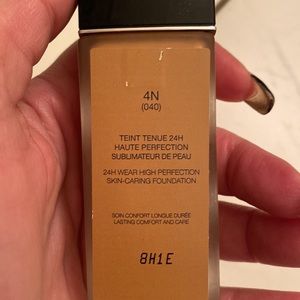 4N
(040)
TEINT TENUE 24H
HAUTE PERFECTION
SUBLIMATEUR DE PEAU
24H WEAR HIGH PERFECTION
SKIN-CARING FOUNDATION
SOIN CONFORT LONGUE DURÉE
LASTING COMFORT AND CARE
8H1E